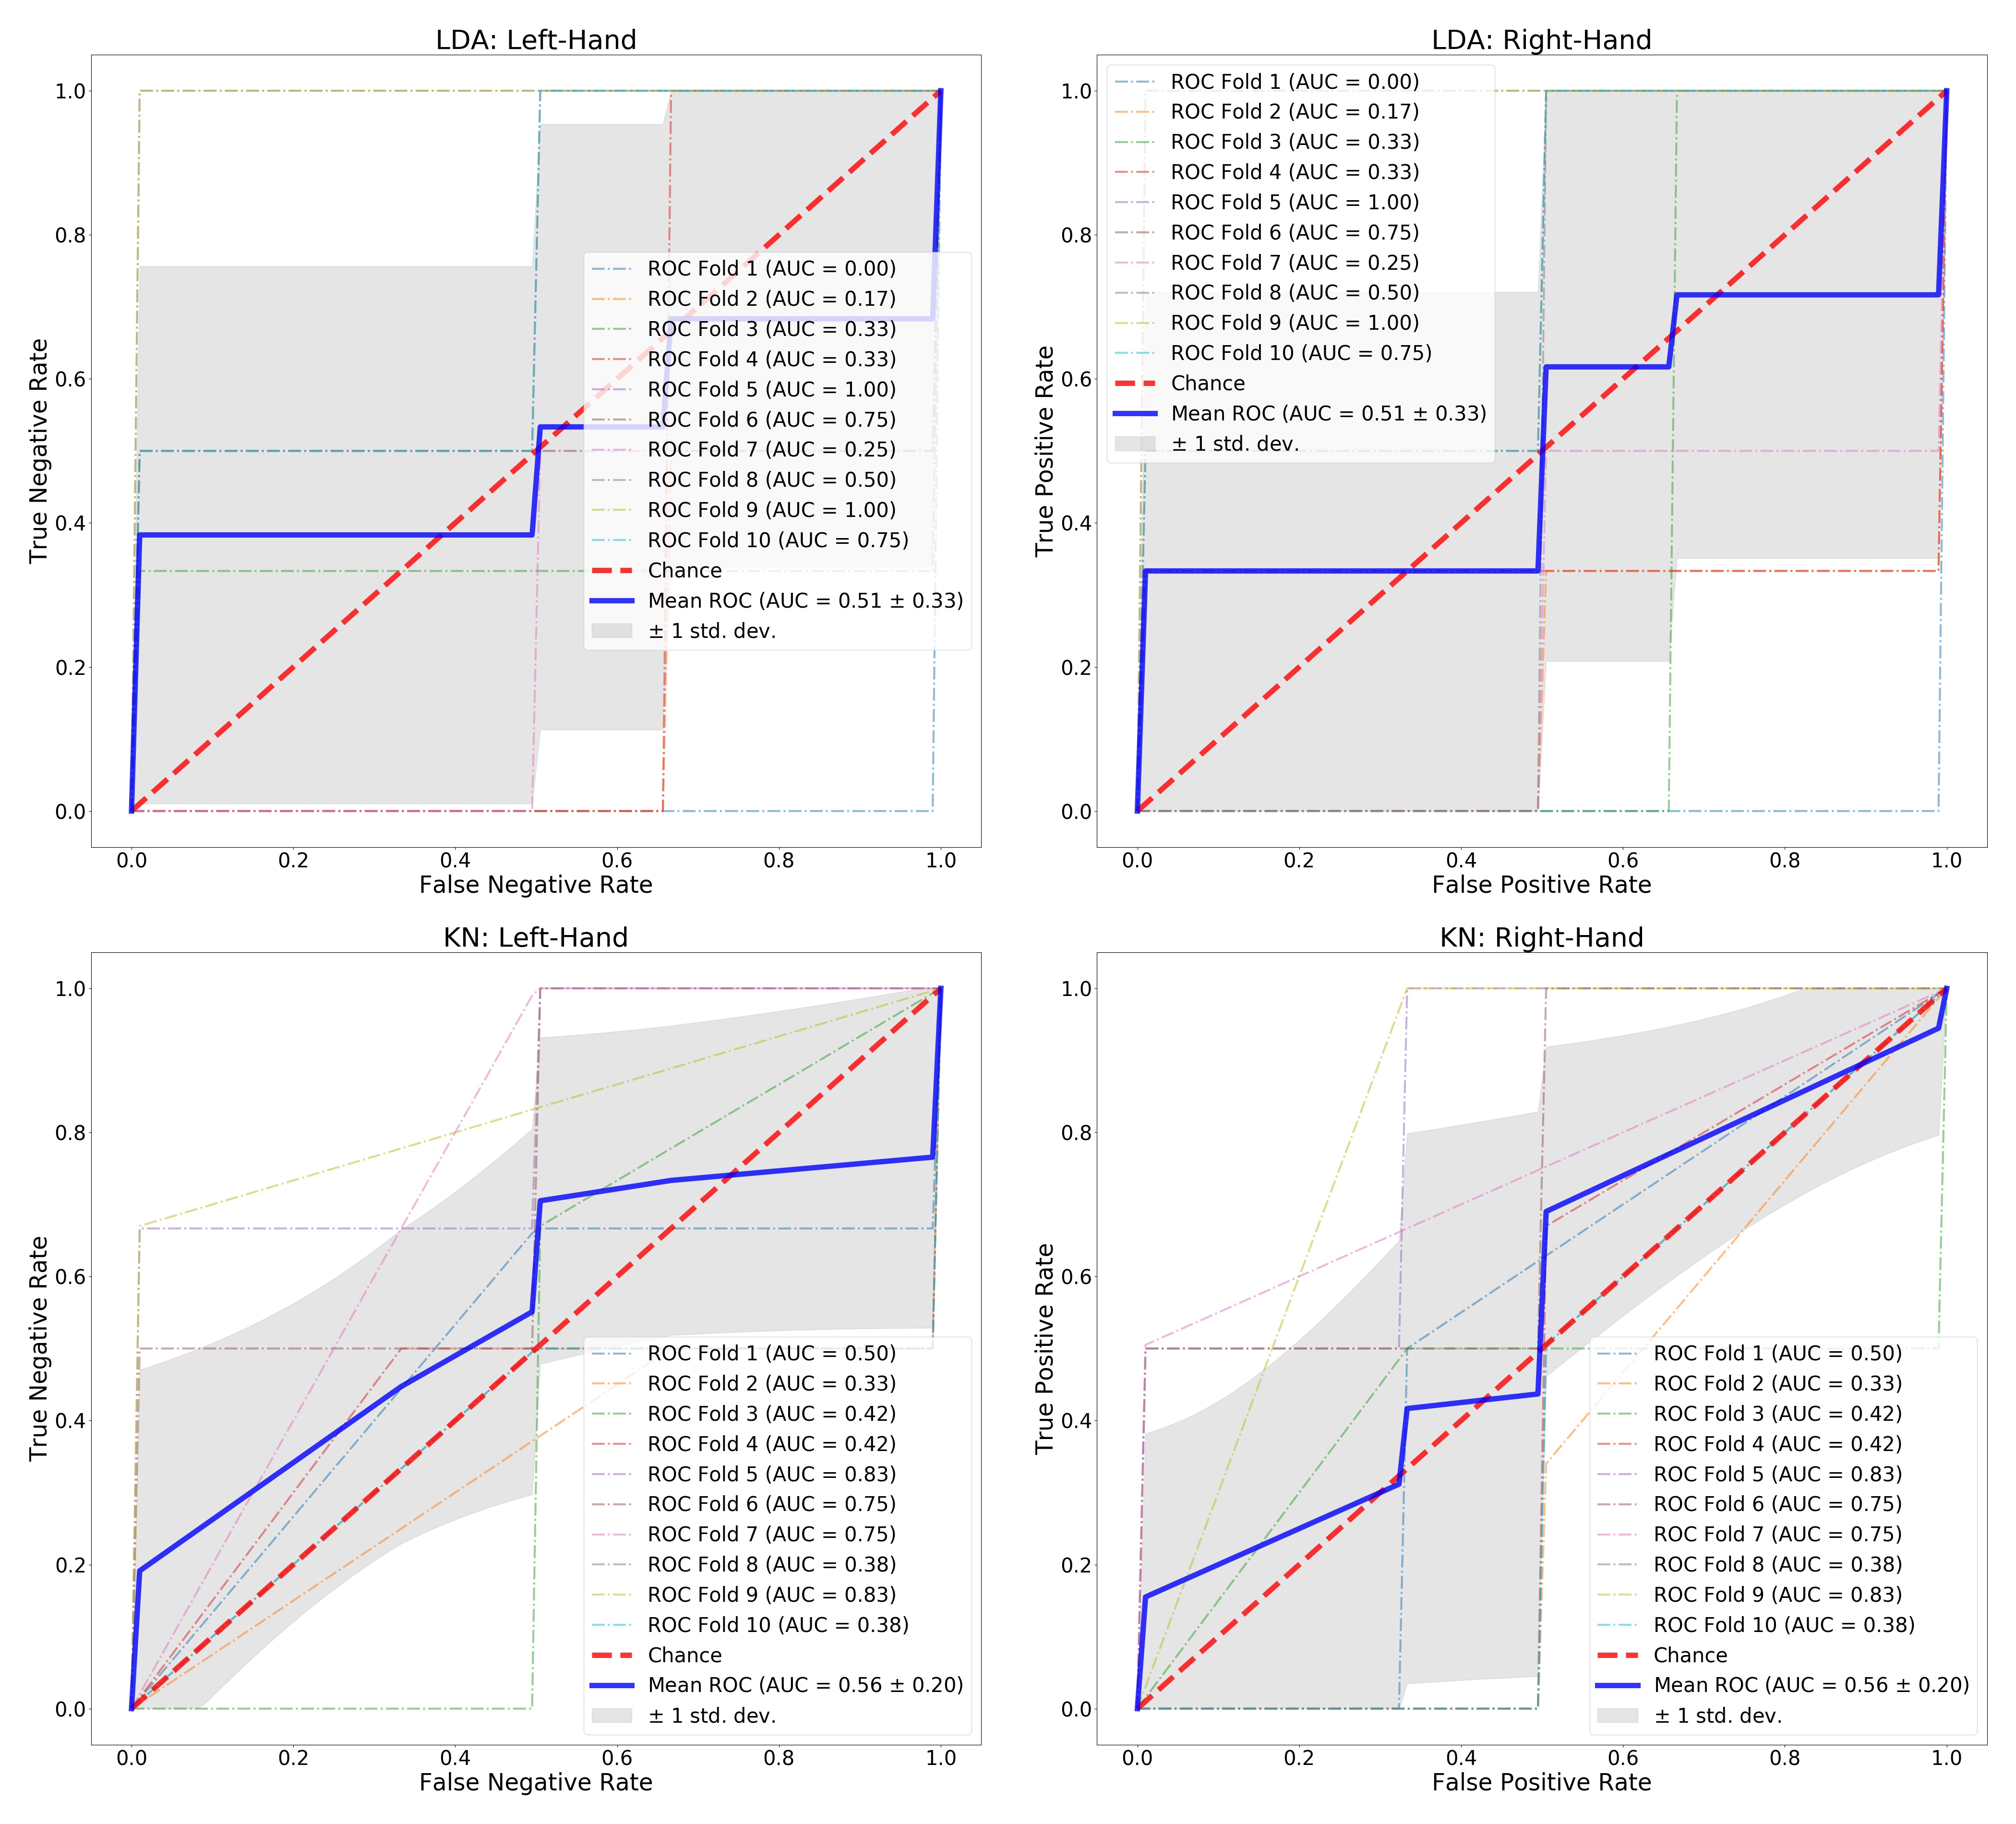 LDA: Left-Hand
True Negative Rate
1.0
0.8
0.6
0.4
0.2
0.0
ROC Fold 1 (AUC = 0.00)
ROC Fold 2 (AUC = 0.17)
ROC Fold 3 (AUC = 0.33)
ROC Fold 4 (AUC = 0.33)
ROC Fold 5 (AUC = 1.00)
ROC Fold 6 (AUC = 0.75)
ROC Fold 7 (AUC = 0.25)
ROC Fold 8 (AUC = 0.50)
ROC Fold 9 (AUC = 1.00)
ROC Fold 10 (AUC = 0.75)
Chance
Mean ROC (AUC = 0.51 ± 0.33)
± 1 std. dev.
0.0 0.2 0.4 0.6 0.8 1.0
False Negative Rate
LDA: Right-Hand
True Positive Rate
1.0
0.8
0.6
0.4
0.2
0.0
ROC Fold 1 (AUC = 0.00)
ROC Fold 2 (AUC = 0.17)
ROC Fold 3 (AUC = 0.33)
ROC Fold 4 (AUC = 0.33)
ROC Fold 5 (AUC = 1.00)
ROC Fold 6 (AUC = 0.75)
ROC Fold 7 (AUC = 0.25)
ROC Fold 8 (AUC = 0.50)
ROC Fold 9 (AUC = 1.00)
ROC Fold 10 (AUC = 0.75)
Chance
Mean ROC (AUC = 0.51 ± 0.33)
± 1 std. dev.
0.0 0.2 0.4 0.6 0.8 1.0
False Positive Rate
KN: Left-Hand
True Negative Rate
1.0
0.8
0.6
0.4
0.2
0.0
ROC Fold 1 (AUC = 0.50)
ROC Fold 2 (AUC = 0.33)
ROC Fold 3 (AUC = 0.42)
ROC Fold 4 (AUC = 0.42)
ROC Fold 5 (AUC = 0.83)
ROC Fold 6 (AUC = 0.75)
ROC Fold 7 (AUC = 0.75)
ROC Fold 8 (AUC = 0.38)
ROC Fold 9 (AUC = 0.83)
ROC Fold 10 (AUC = 0.38)
Chance
Mean ROC (AUC = 0.56 ± 0.20)
± 1 std. dev.
0.0 0.2 0.4 0.6 0.8 1.0
False Negative Rate
KN: Right-Hand
True Positive Rate
1.0
0.8
0.6
0.4
0.2
0.0
ROC Fold 1 (AUC = 0.50)
ROC Fold 2 (AUC = 0.33)
ROC Fold 3 (AUC = 0.42)
ROC Fold 4 (AUC = 0.42)
ROC Fold 5 (AUC = 0.83)
ROC Fold 6 (AUC = 0.75)
ROC Fold 7 (AUC = 0.75)
ROC Fold 8 (AUC = 0.38)
ROC Fold 9 (AUC = 0.83)
ROC Fold 10 (AUC = 0.38)
Chance
Mean ROC (AUC = 0.56 ± 0.20)
± 1 std. dev.
0.0 0.2 0.4 0.6 0.8 1.0
False Positive Rate